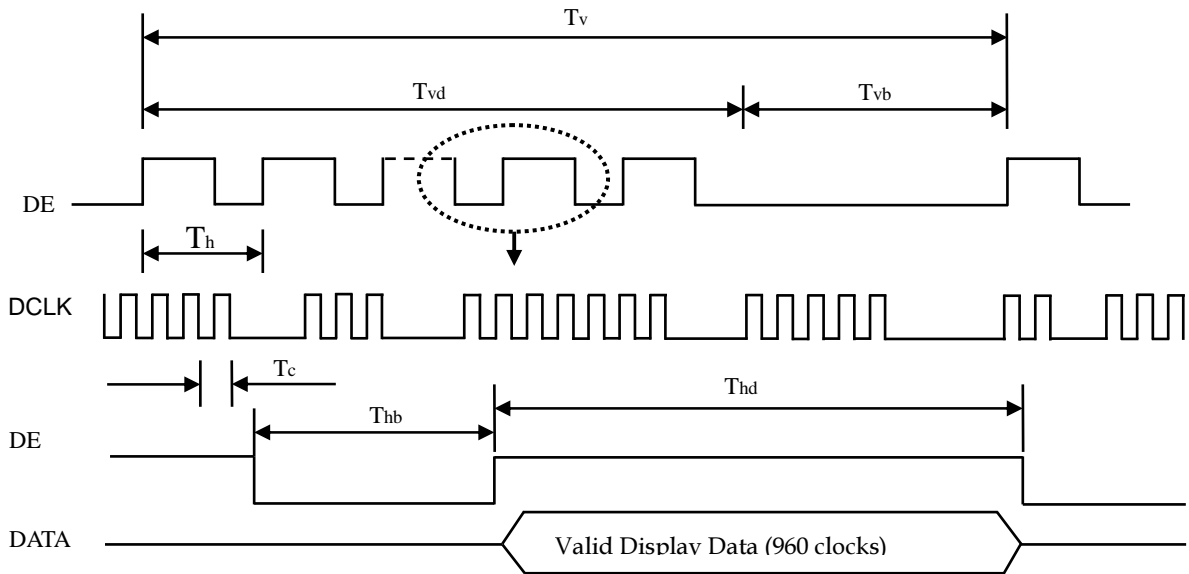 Tv
Tvd
Tvb
DE
Th
DCLK
Tc
Thd
Thb
DE
DATA
Valid Display Data (960 clocks)